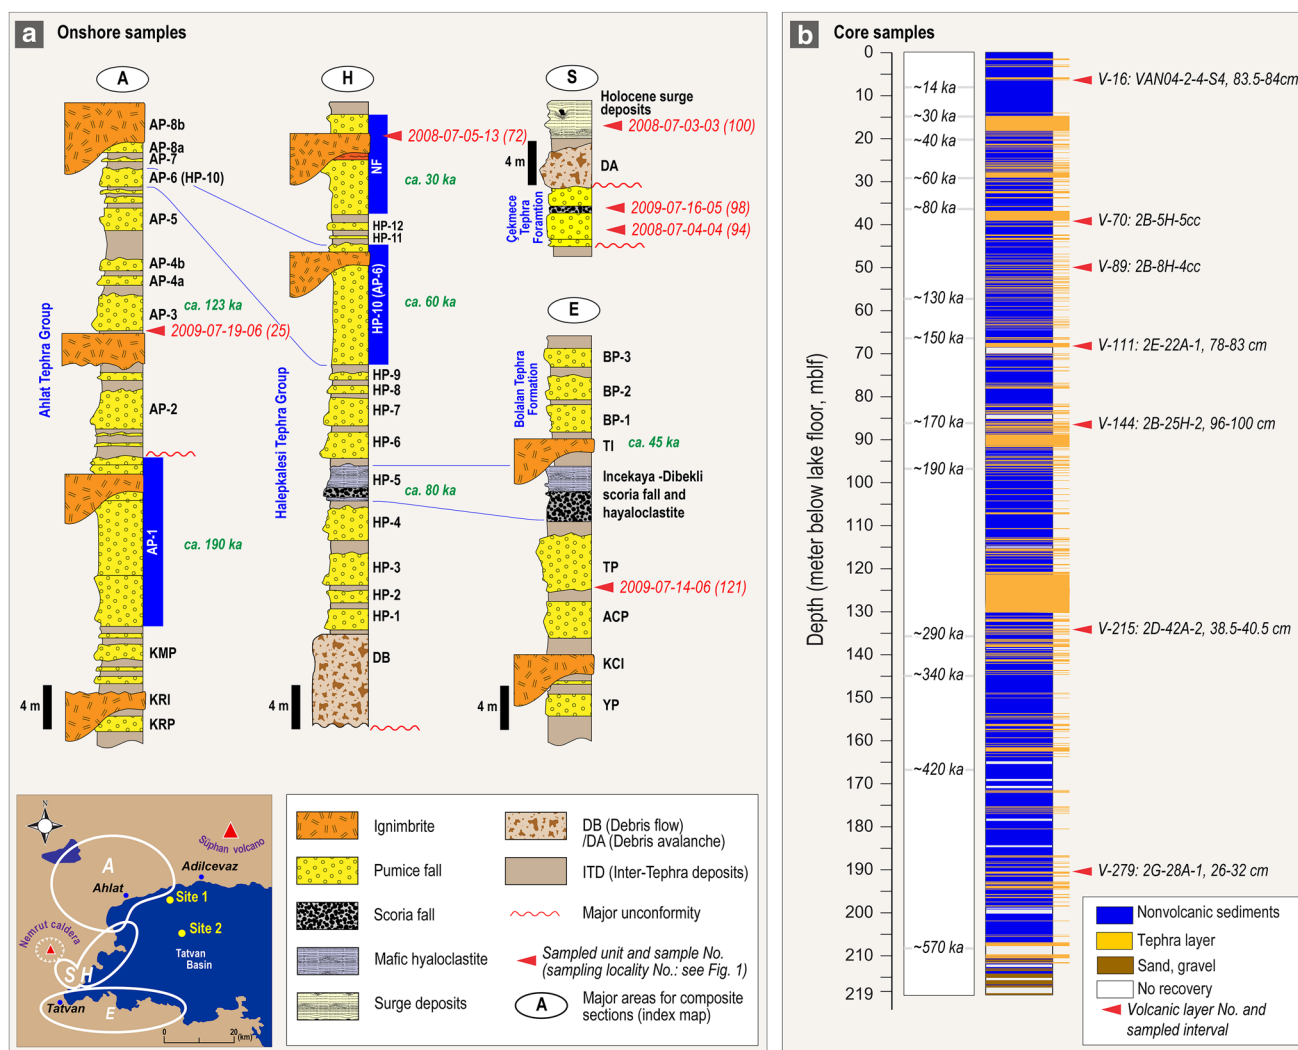 a Onshore samples
A
AP-8b
AP-8a
AP-7
AP-6 (HP-10)
AP-5
AP-4b
AP-4a
ca. 123 ka
AP-3
2009-07-19-06 (25)
Ahlat Tephra Group
AP-2
AP-1
ca. 190 ka
KMP
KRI
KRP
4 m
H
2008-07-05-13 (72)
NF
ca. 30 ka
HP-12
HP-11
HP-10 (AP-6)
ca. 60 ka
HP-9
HP-8
HP-7
HP-6
HP-5
ca. 80 ka
HP-4
HP-3
HP-2
HP-1
DB
Halepkalesi Tephra Group
4 m
S
Holocene surge
deposits
2008-07-03-03 (100)
4 m
DA
Çekmece
Tephra
Foramtion
2009-07-16-05 (98)
2008-07-04-04 (94)
E
BP-3
BP-2
BP-1
Bolalan Tephra
Formation
TI
ca. 45 ka
Incekaya -Dibekli
scoria fall and
hayaloclastite
TP
2009-07-14-06 (121)
ACP
KCI
YP
4 m
N
Süphan volcano
A
Adilcevaz
Ahlat
Site 1
Site 2
Nemrut caldera
Tatvan
Basin
S H
Tatvan
E
0 20 (km)
Ignimbrite
Pumice fall
Scoria fall
Mafic hyaloclastite
Surge deposits
DB (Debris flow)
/DA (Debris avalanche)
ITD (Inter-Tephra deposits)
Major unconformity
Sampled unit and sample No.
(sampling locality No.: see Fig. 1)
A
Major areas for composite
sections (index map)
b Core samples
Depth (meter below lake floor, mblf)
0
10
20
30
40
50
60
70
80
90
100
110
120
130
140
150
160
170
180
190
200
210
219
~14 ka
~30 ka
~40 ka
~60 ka
~80 ka
~130 ka
~150 ka
~170 ka
~190 ka
~290 ka
~340 ka
~420 ka
~570 ka
V-16: VAN04-2-4-S4, 83.5-84cm
V-70: 2B-5H-5cc
V-89: 2B-8H-4cc
V-111: 2E-22A-1, 78-83 cm
V-144: 2B-25H-2, 96-100 cm
V-215: 2D-42A-2, 38.5-40.5 cm
V-279: 2G-28A-1, 26-32 cm
Nonvolcanic sediments
Tephra layer
Sand, gravel
No recovery
Volcanic layer No. and
sampled interval